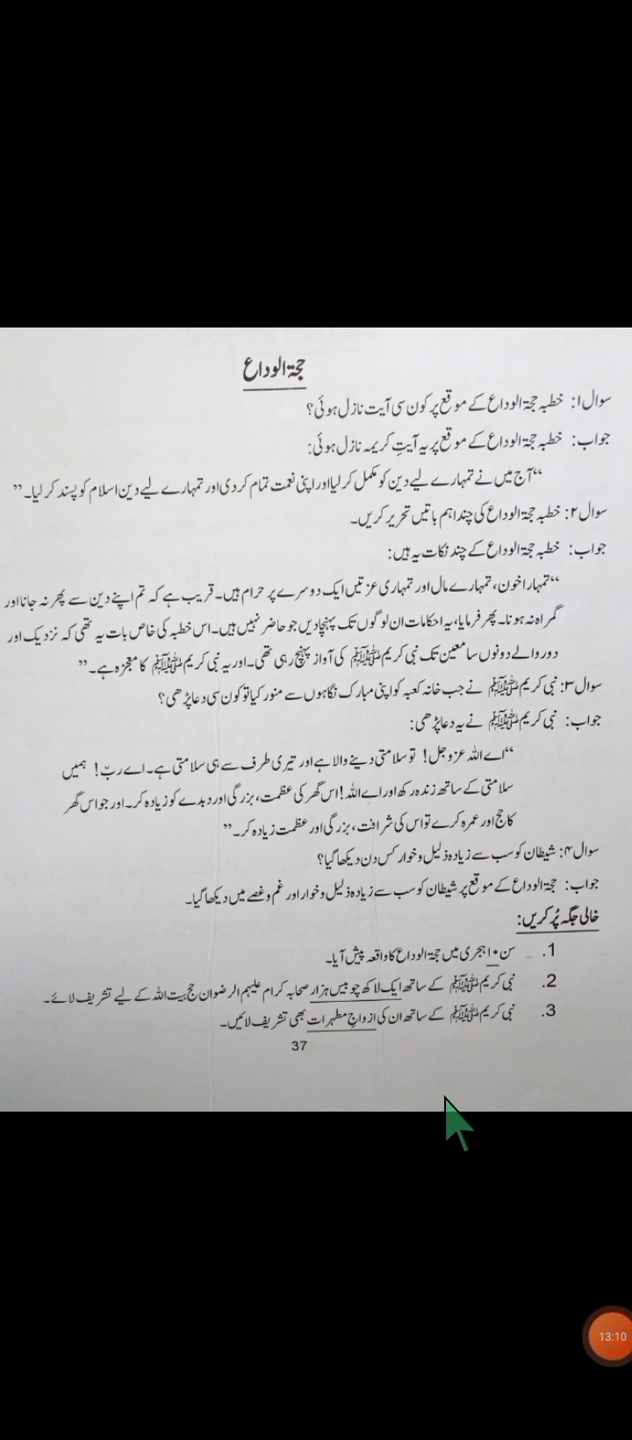 حجۃ الوداع
سوال۱: خطبہ حجۃ الوداع کے موقع پر کون سی آیت نازل ہوئی؟
جواب: خطبہ حجۃ الوداع کے موقع پر یہ آیتِ کریمہ نازل ہوئی:
“آج میں نے تمہارے لیے دین کو مکمل کر لیا اور اپنی نعمت تمام کر دی اور تمہارے لیے دین اسلام کو پسند کر لیا۔”
سوال۲: خطبہ حجۃ الوداع کی چند اہم باتیں تحریر کریں۔
جواب: خطبہ حجۃ الوداع کے چند نکات یہ ہیں:
“تمہارا خون، تمہارے مال اور تمہاری عزتیں ایک دوسرے پر حرام ہیں۔ قریب ہے کہ تم اپنے دین سے پھر نہ جانا اور
گمراہ نہ ہونا۔ پھر فرمایا، یہ احکامات ان لوگوں تک پہنچا دیں جو حاضر نہیں ہیں۔ اس خطبہ کی خاص بات یہ تھی کہ نزدیک اور
دور والے دونوں سامعین تک نبی کریم ﷺ کی آواز پہنچ رہی تھی۔ اور یہ نبی کریم ﷺ کا معجزہ ہے۔”
سوال۳: نبی کریم ﷺ نے جب خانہ کعبہ کو اپنی مبارک نگاہوں سے منور کیا تو کون سی دعا پڑھی؟
جواب: نبی کریم ﷺ نے یہ دعا پڑھی:
“اے اللہ عزوجل! تو سلامتی دینے والا ہے اور تیری طرف سے ہی سلامتی ہے۔ اے ربّ! ہمیں
سلامتی کے ساتھ زندہ رکھ اور اے اللہ! اس گھر کی عظمت، بزرگی اور دبدبے کو زیادہ کر۔ اور جو اس گھر
کا حج اور عمرہ کرے تو اس کی شرافت، بزرگی اور عظمت زیادہ کر۔”
سوال۴: شیطان کو سب سے زیادہ ذلیل و خوار کس دن دیکھا گیا؟
جواب: حجۃ الوداع کے موقع پر شیطان کو سب سے زیادہ ذلیل و خوار اور غم و غصے میں دیکھا گیا۔
خالی جگہ پُر کریں:
1. سن ۱۰ ہجری میں حجۃ الوداع کا واقعہ پیش آیا۔
2. نبی کریم ﷺ کے ساتھ ایک لاکھ چوبیس ہزار صحابہ کرام علیہم الرضوان حج بیت اللہ کے لیے تشریف لائے۔
3. نبی کریم ﷺ کے ساتھ ان کی ازواجِ مطہرات بھی تشریف لائیں۔
37
13:10